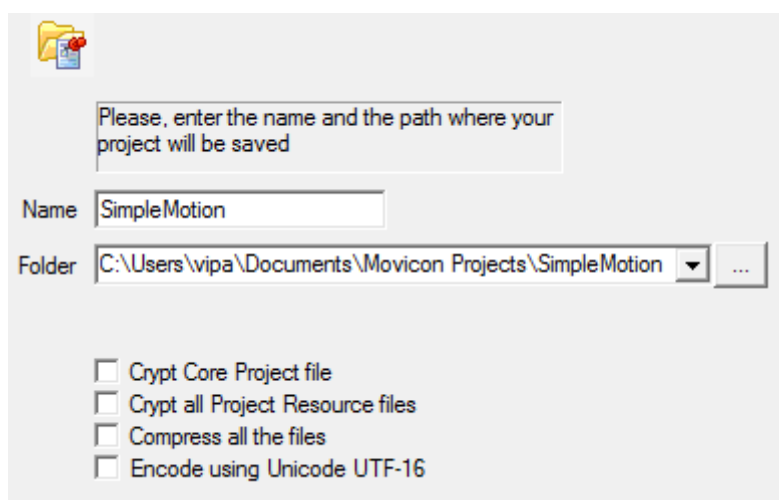 Please, enter the name and the path where your
project will be saved
Name SimpleMotion
Folder C:\Users\vipa\Documents\Movicon Projects\SimpleMotion ...
Crypt Core Project file
Crypt all Project Resource files
Compress all the files
Encode using Unicode UTF-16